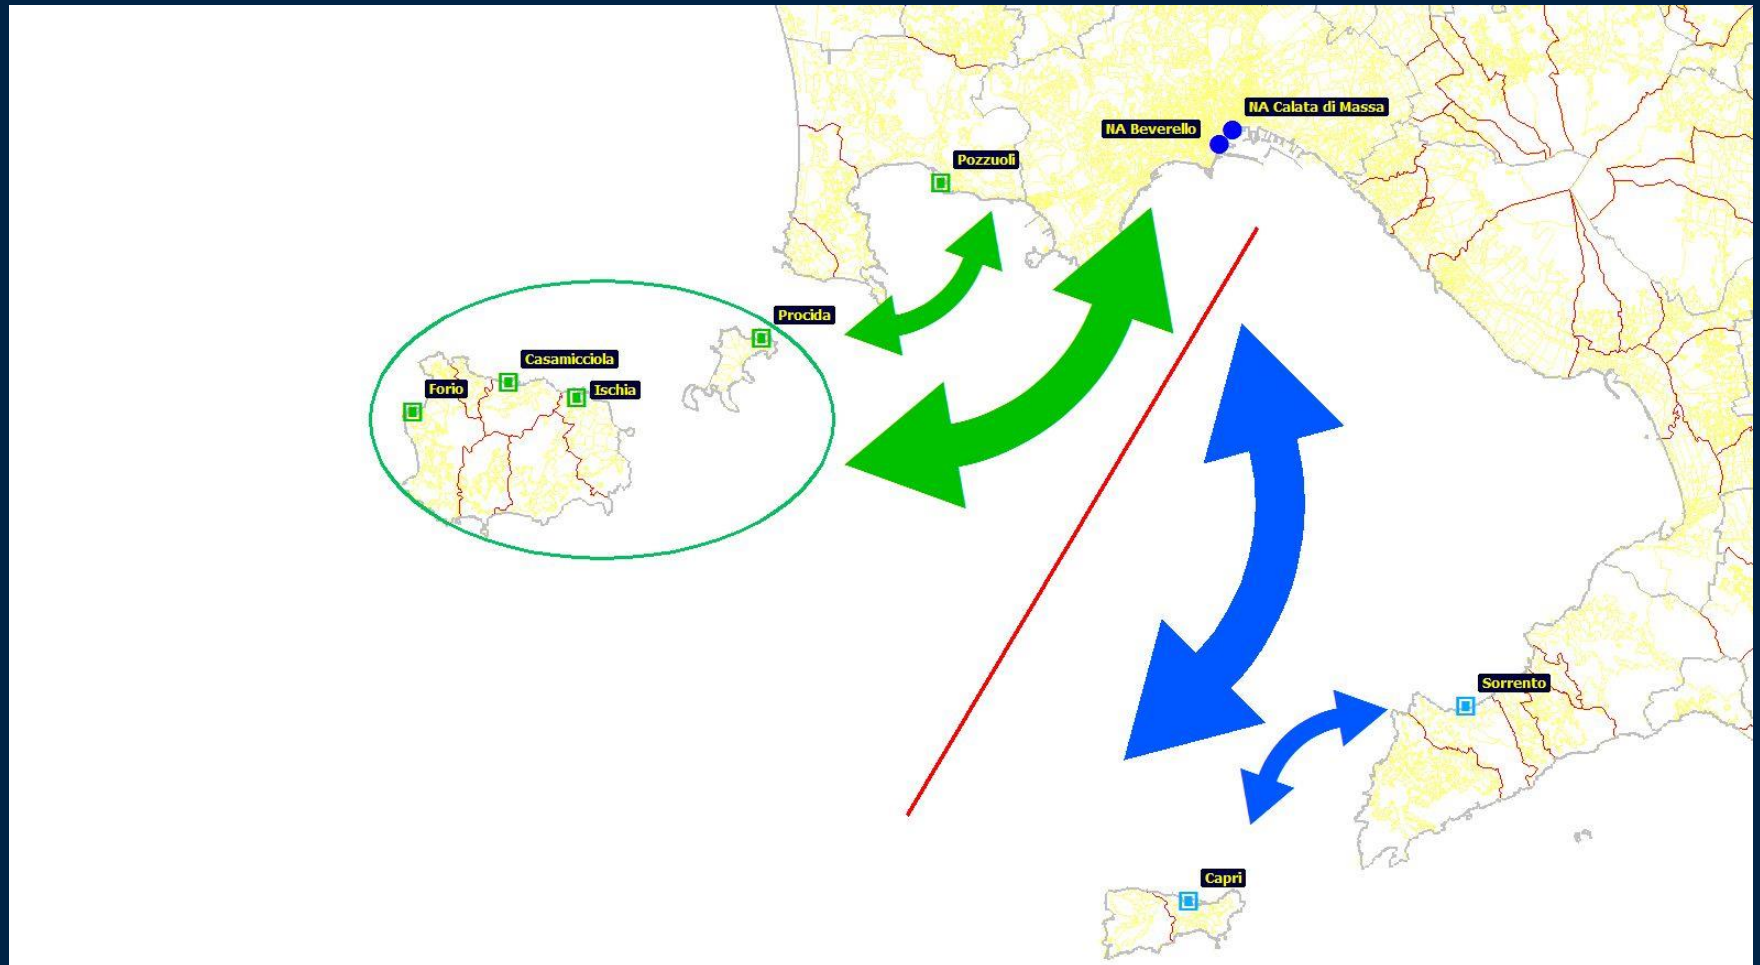 NA Calata di Massa
NA Beverello
Pozzuoli
Procida
Casamicciola
Forio
Ischia
Sorrento
Capri